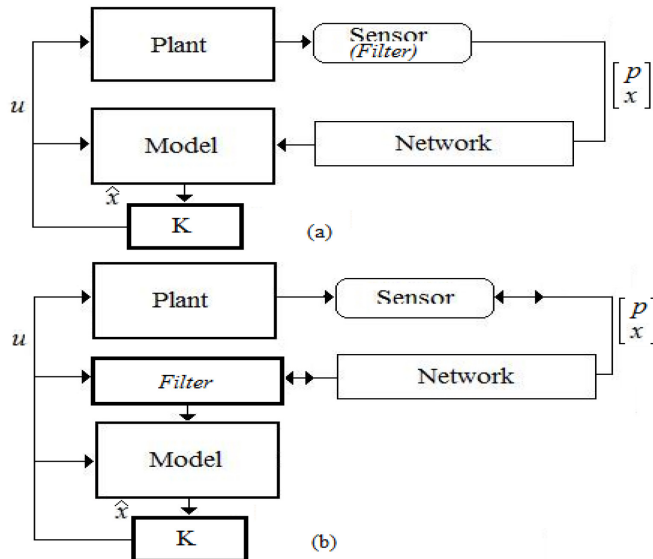 Plant
Sensor
(Filter)
p
x
u
Model
Network
x̂
K
(a)
Plant
Sensor
p
x
u
Filter
Network
Model
x̂
K
(b)